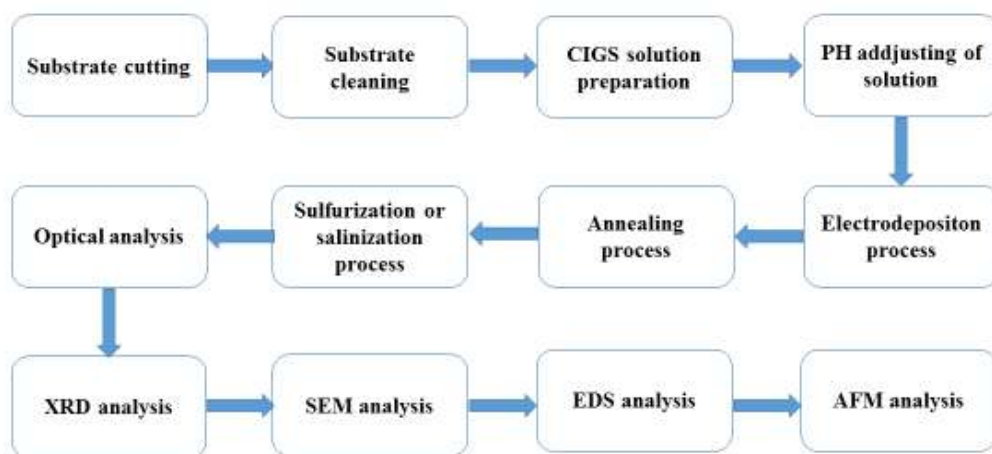 Substrate cutting
Substrate
cleaning
CIGS solution
preparation
PH addjusting of
solution
Optical analysis
Sulfurization or
salinization
process
Annealing
process
Electrodepositon
process
XRD analysis
SEM analysis
EDS analysis
AFM analysis